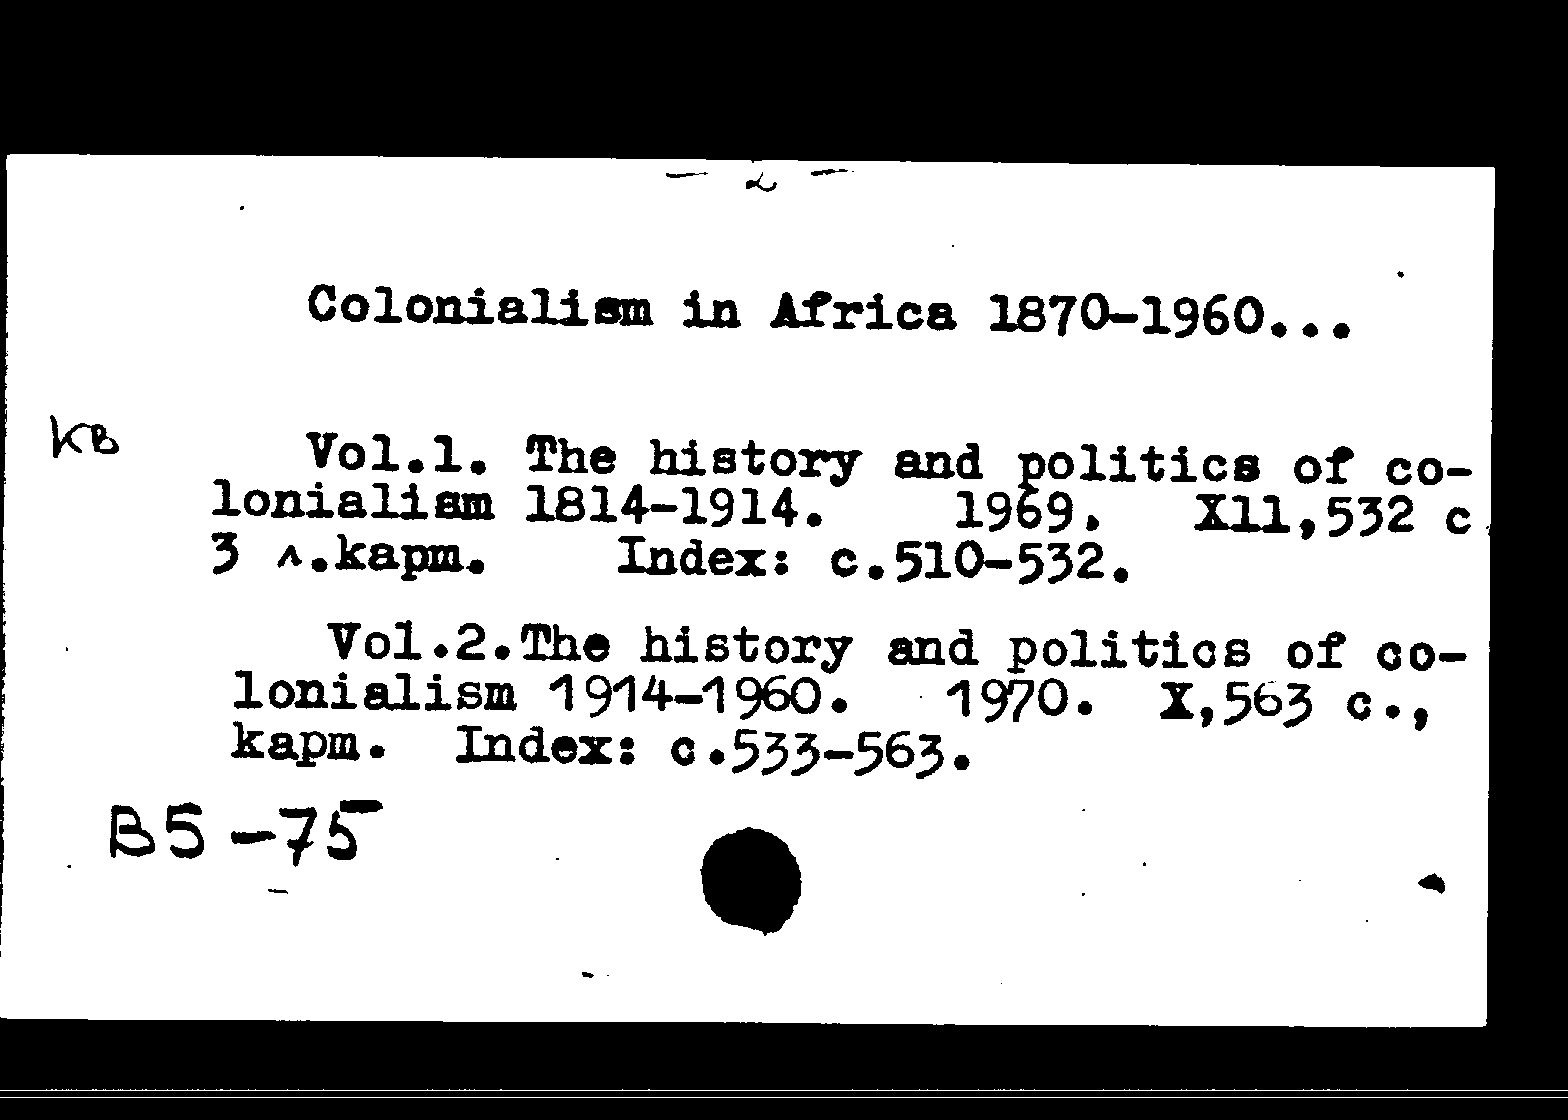 - 2 -
Colonialism in Africa 1870-1960...
КВ
Vol.1. The history and politics of co-
lonialism 1814-1914. 1969. X11,532 c
3 л.карт. Index: c.510-532.
Vol.2.The history and politics of co-
lonialism 1914-1960. 1970. X,563 c.,
карт. Index: c.533-563.
B5-75